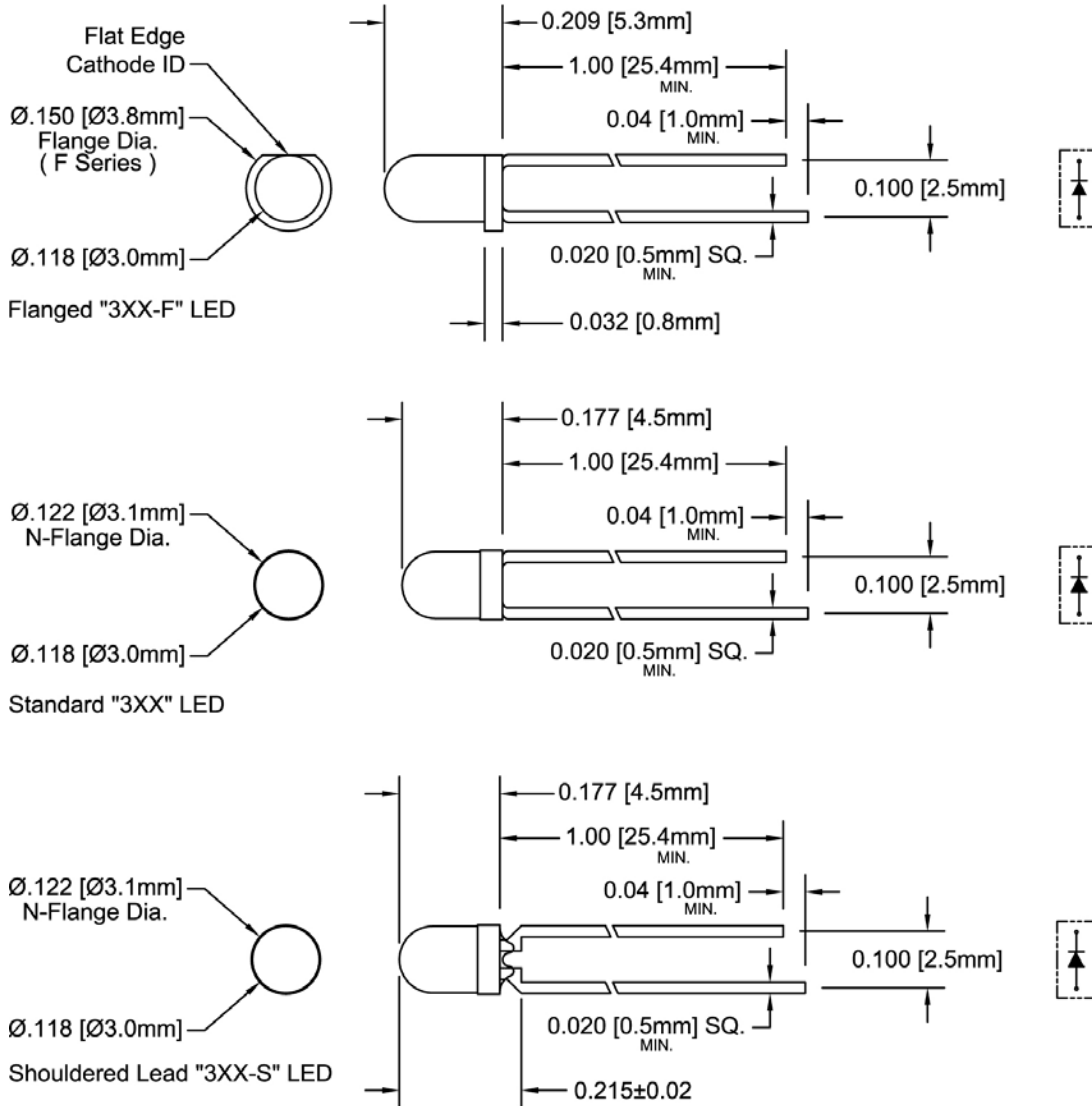 0.209 [5.3mm]
Flat Edge
Cathode ID
1.00 [25.4mm]
MIN.
Ø.150 [Ø3.8mm]
Flange Dia.
( F Series )
0.04 [1.0mm]
MIN.
0.100 [2.5mm]
Ø.118 [Ø3.0mm]
0.020 [0.5mm] SQ.
MIN.
Flanged "3XX-F" LED
0.032 [0.8mm]
0.177 [4.5mm]
1.00 [25.4mm]
Ø.122 [Ø3.1mm]
N-Flange Dia.
0.04 [1.0mm]
MIN.
0.100 [2.5mm]
Ø.118 [Ø3.0mm]
0.020 [0.5mm] SQ.
MIN.
Standard "3XX" LED
0.177 [4.5mm]
1.00 [25.4mm]
MIN.
Ø.122 [Ø3.1mm]
N-Flange Dia.
0.04 [1.0mm]
MIN.
0.100 [2.5mm]
Ø.118 [Ø3.0mm]
0.020 [0.5mm] SQ.
MIN.
Shouldered Lead "3XX-S" LED
0.215±0.02